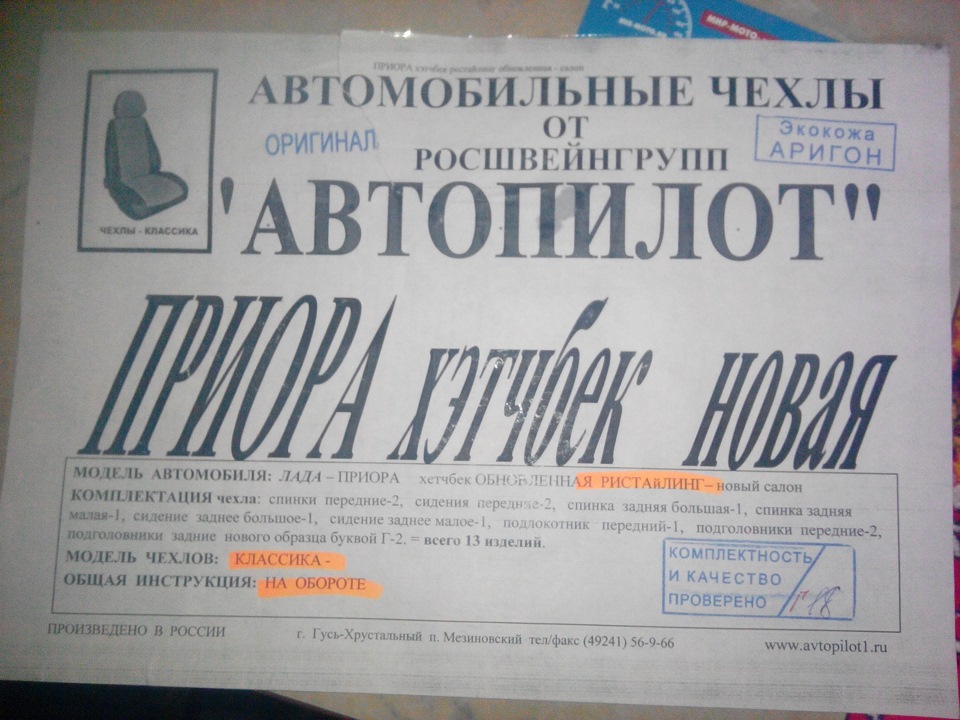 МИР-МОТО
ПРИОРА хэтчбек рестайлинг обновленная - салон
АВТОМОБИЛЬНЫЕ ЧЕХЛЫ
ОТ
РОСШВЕЙНГРУПП
ОРИГИНАЛ
Экокожа
АРИГОН
ЧЕХЛЫ - КЛАССИКА
"АВТОПИЛОТ"
ПРИОРА хэтчбек новая
МОДЕЛЬ АВТОМОБИЛЯ: ЛАДА – ПРИОРА хетчбек ОБНОВЛЕННАЯ РИСТАйЛИНГ– новый салон
КОМПЛЕКТАЦИЯ чехла: спинки передние-2, сидения передние-2, спинка задняя большая-1, спинка задняя
малая-1, сидение заднее большое-1, сидение заднее малое-1, подлокотник передний-1, подголовники передние-2,
подголовники задние нового образца буквой Г-2. = всего 13 изделий.
МОДЕЛЬ ЧЕХЛОВ: КЛАССИКА -
ОБЩАЯ ИНСТРУКЦИЯ: НА ОБОРОТЕ
КОМПЛЕКТНОСТЬ
И КАЧЕСТВО
ПРОВЕРЕНО
18
ПРОИЗВЕДЕНО В РОССИИ г. Гусь-Хрустальный п. Мезиновский тел/факс (49241) 56-9-66 www.avtopilot1.ru